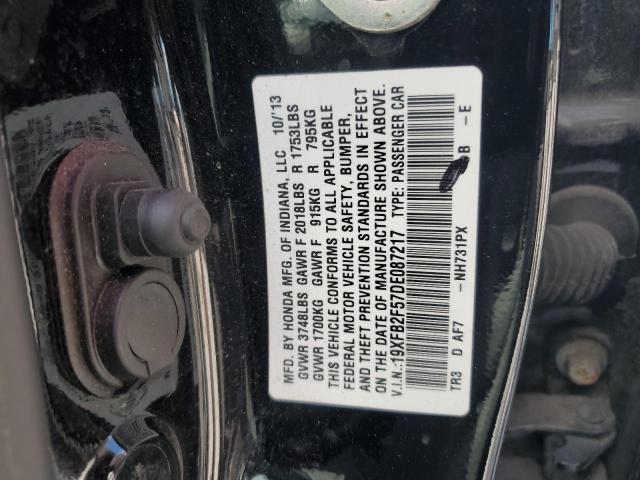 MFD. BY HONDA MFG. OF INDIANA, LLC 10/'13
GVWR 3748LBS GAWR F 2018LBS R 1753LBS
GVWR 1700KG GAWR F 915KG R 795KG
THIS VEHICLE CONFORMS TO ALL APPLICABLE
FEDERAL MOTOR VEHICLE SAFETY, BUMPER,
AND THEFT PREVENTION STANDARDS IN EFFECT
ON THE DATE OF MANUFACTURE SHOWN ABOVE.
V.I.N.:19XFB2F57DE087217 TYPE: PASSENGER CAR
TR3 D AF7 -NH731PX B -E